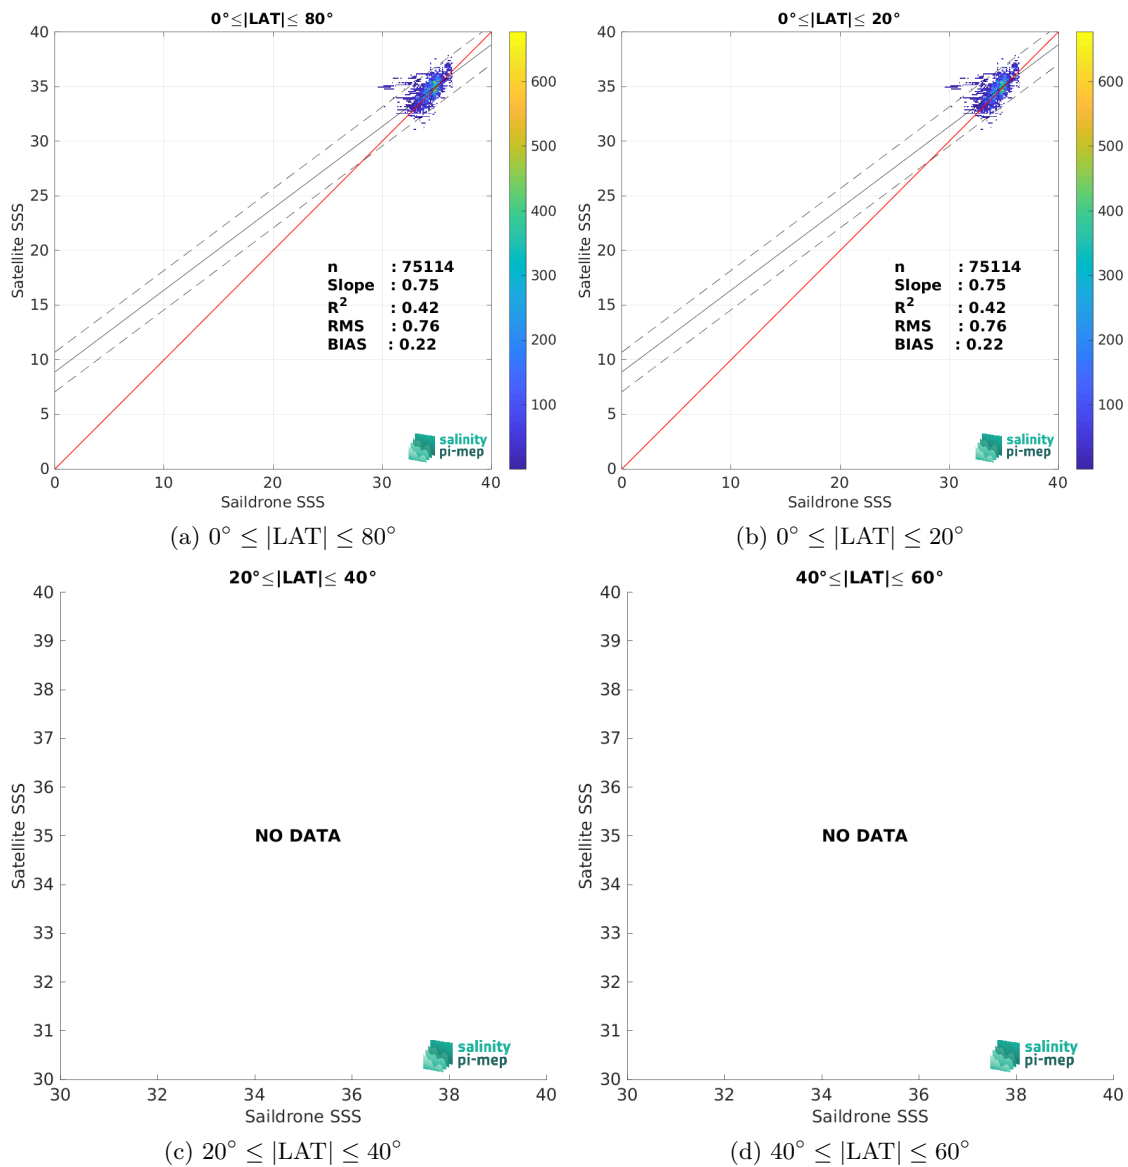 0°≤|LAT|≤ 80°
40
35
30
25
20
15
10
5
0
Satellite SSS
n : 75114
Slope : 0.75
R² : 0.42
RMS : 0.76
BIAS : 0.22
salinity
pi-mep
0 10 20 30 40
Saildrone SSS
600
500
400
300
200
100
(a) 0° ≤ |LAT| ≤ 80°
0°≤|LAT|≤ 20°
40
35
30
25
20
15
10
5
0
Satellite SSS
n : 75114
Slope : 0.75
R² : 0.42
RMS : 0.76
BIAS : 0.22
salinity
pi-mep
0 10 20 30 40
Saildrone SSS
600
500
400
300
200
100
(b) 0° ≤ |LAT| ≤ 20°
20°≤|LAT|≤ 40°
40
39
38
37
36
35
34
33
32
31
30
Satellite SSS
NO DATA
salinity
pi-mep
30 32 34 36 38 40
Saildrone SSS
(c) 20° ≤ |LAT| ≤ 40°
40°≤|LAT|≤ 60°
40
39
38
37
36
35
34
33
32
31
30
Satellite SSS
NO DATA
salinity
pi-mep
30 32 34 36 38 40
Saildrone SSS
(d) 40° ≤ |LAT| ≤ 60°